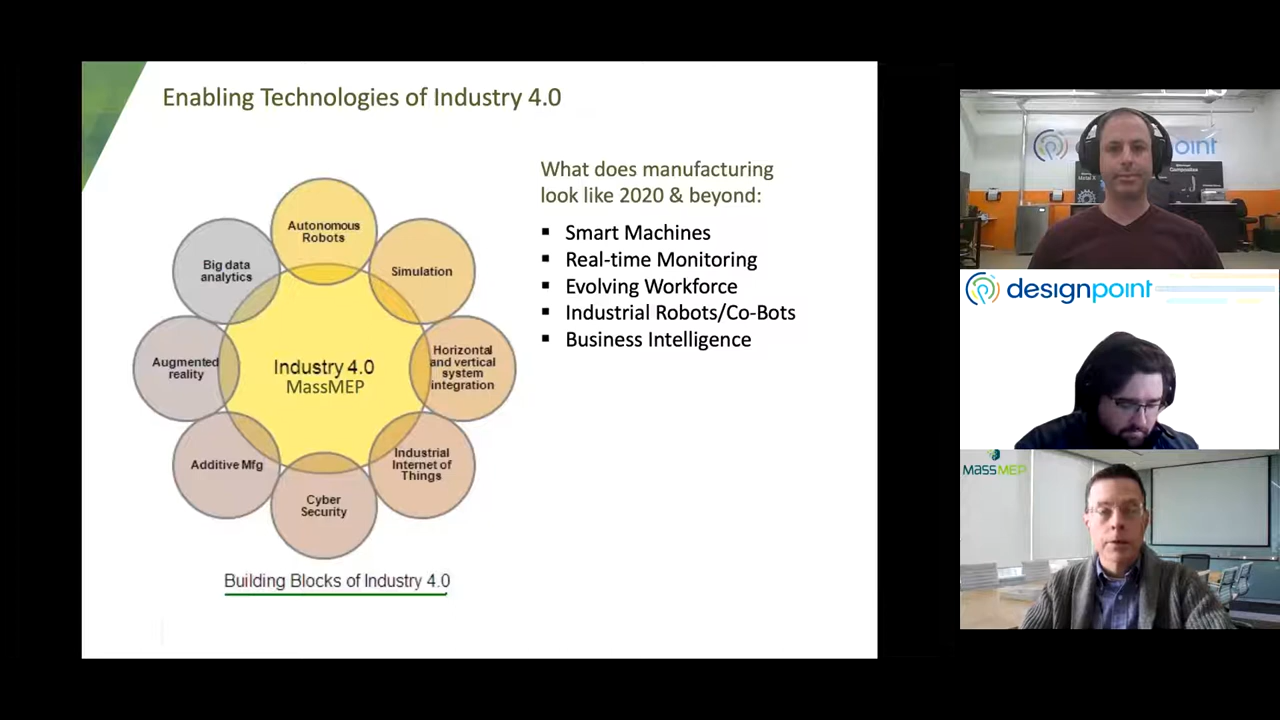 Enabling Technologies of Industry 4.0
What does manufacturing
look like 2020 & beyond:
▪ Smart Machines
▪ Real-time Monitoring
▪ Evolving Workforce
▪ Industrial Robots/Co-Bots
▪ Business Intelligence
Autonomous
Robots
Simulation
Horizontal
and vertical
system
integration
Industrial
Internet of
Things
Cyber
Security
Additive Mfg
Augmented
reality
Big data
analytics
Industry 4.0
MassMEP
Building Blocks of Industry 4.0
designpoint
MassMEP